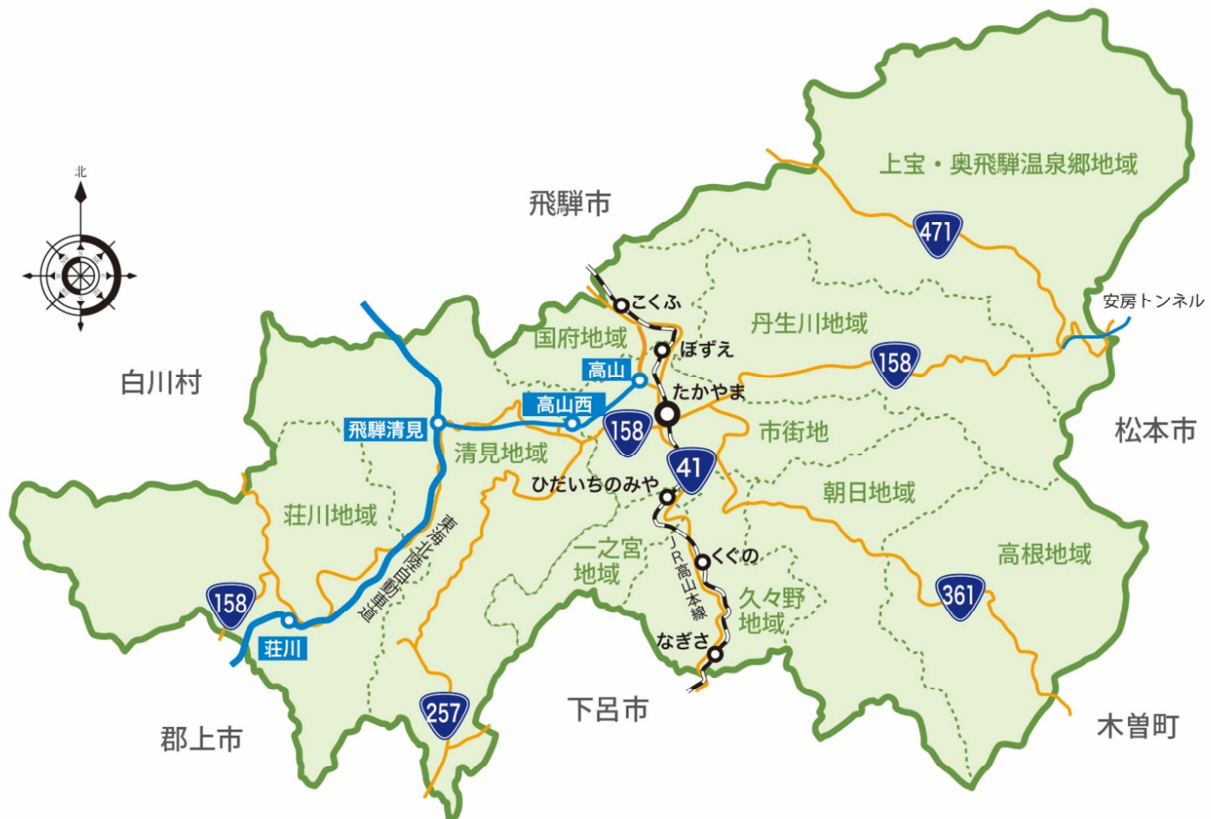 北
上宝・奥飛騨温泉郷地域
飛騨市
471
安房トンネル
こくふ
国府地域
丹生川地域
ぼずえ
158
白川村
高山
たかやま
高山西
飛騨清見
清見地域
158
市街地
松本市
41
ひだいちのみや
朝日地域
荘川地域
東海北陸自動車道
一之宮
地域
JR高山本線
くぐの
高根地域
158
久々野
地域
361
荘川
なぎさ
257
下呂市
郡上市
木曽町